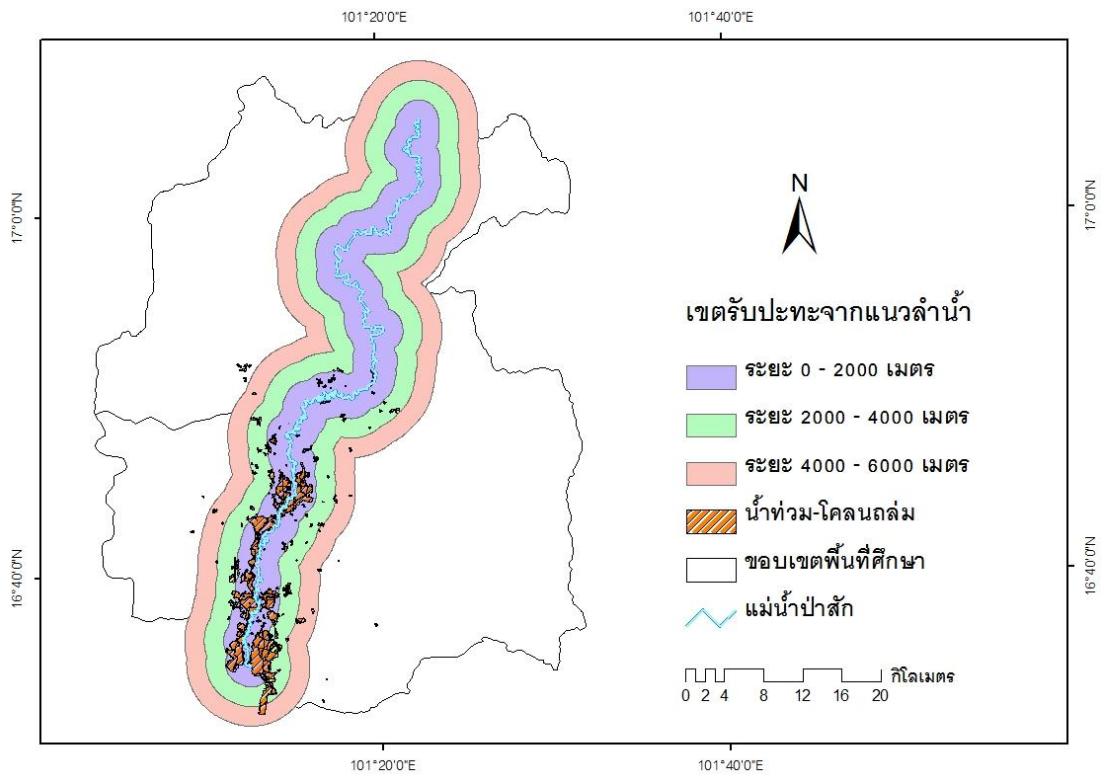 101°20'0"E 101°40'0"E
17°0'0"N 17°0'0"N
N
เขตรับปะทะจากแนวลำน้ำ
ระยะ 0 - 2000 เมตร
ระยะ 2000 - 4000 เมตร
ระยะ 4000 - 6000 เมตร
น้ำท่วม-โคลนถล่ม
ขอบเขตพื้นที่ศึกษา
16°40'0"N 16°40'0"N
แม่น้ำป่าสัก
กิโลเมตร
0 2 4 8 12 16 20
101°20'0"E 101°40'0"E